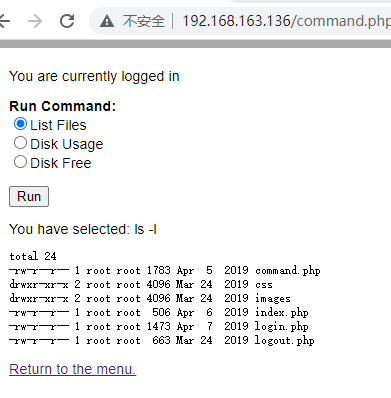 不安全 | 192.168.163.136/command.php
You are currently logged in
Run Command:
List Files
Disk Usage
Disk Free
Run
You have selected: ls -l
total 24
-rw-r--r-- 1 root root 1783 Apr  5  2019 command.php
drwxr-xr-x 2 root root 4096 Mar 24  2019 css
drwxr-xr-x 2 root root 4096 Mar 24  2019 images
-rw-r--r-- 1 root root  506 Apr  6  2019 index.php
-rw-r--r-- 1 root root 1473 Apr  7  2019 login.php
-rw-r--r-- 1 root root  663 Mar 24  2019 logout.php
Return to the menu.